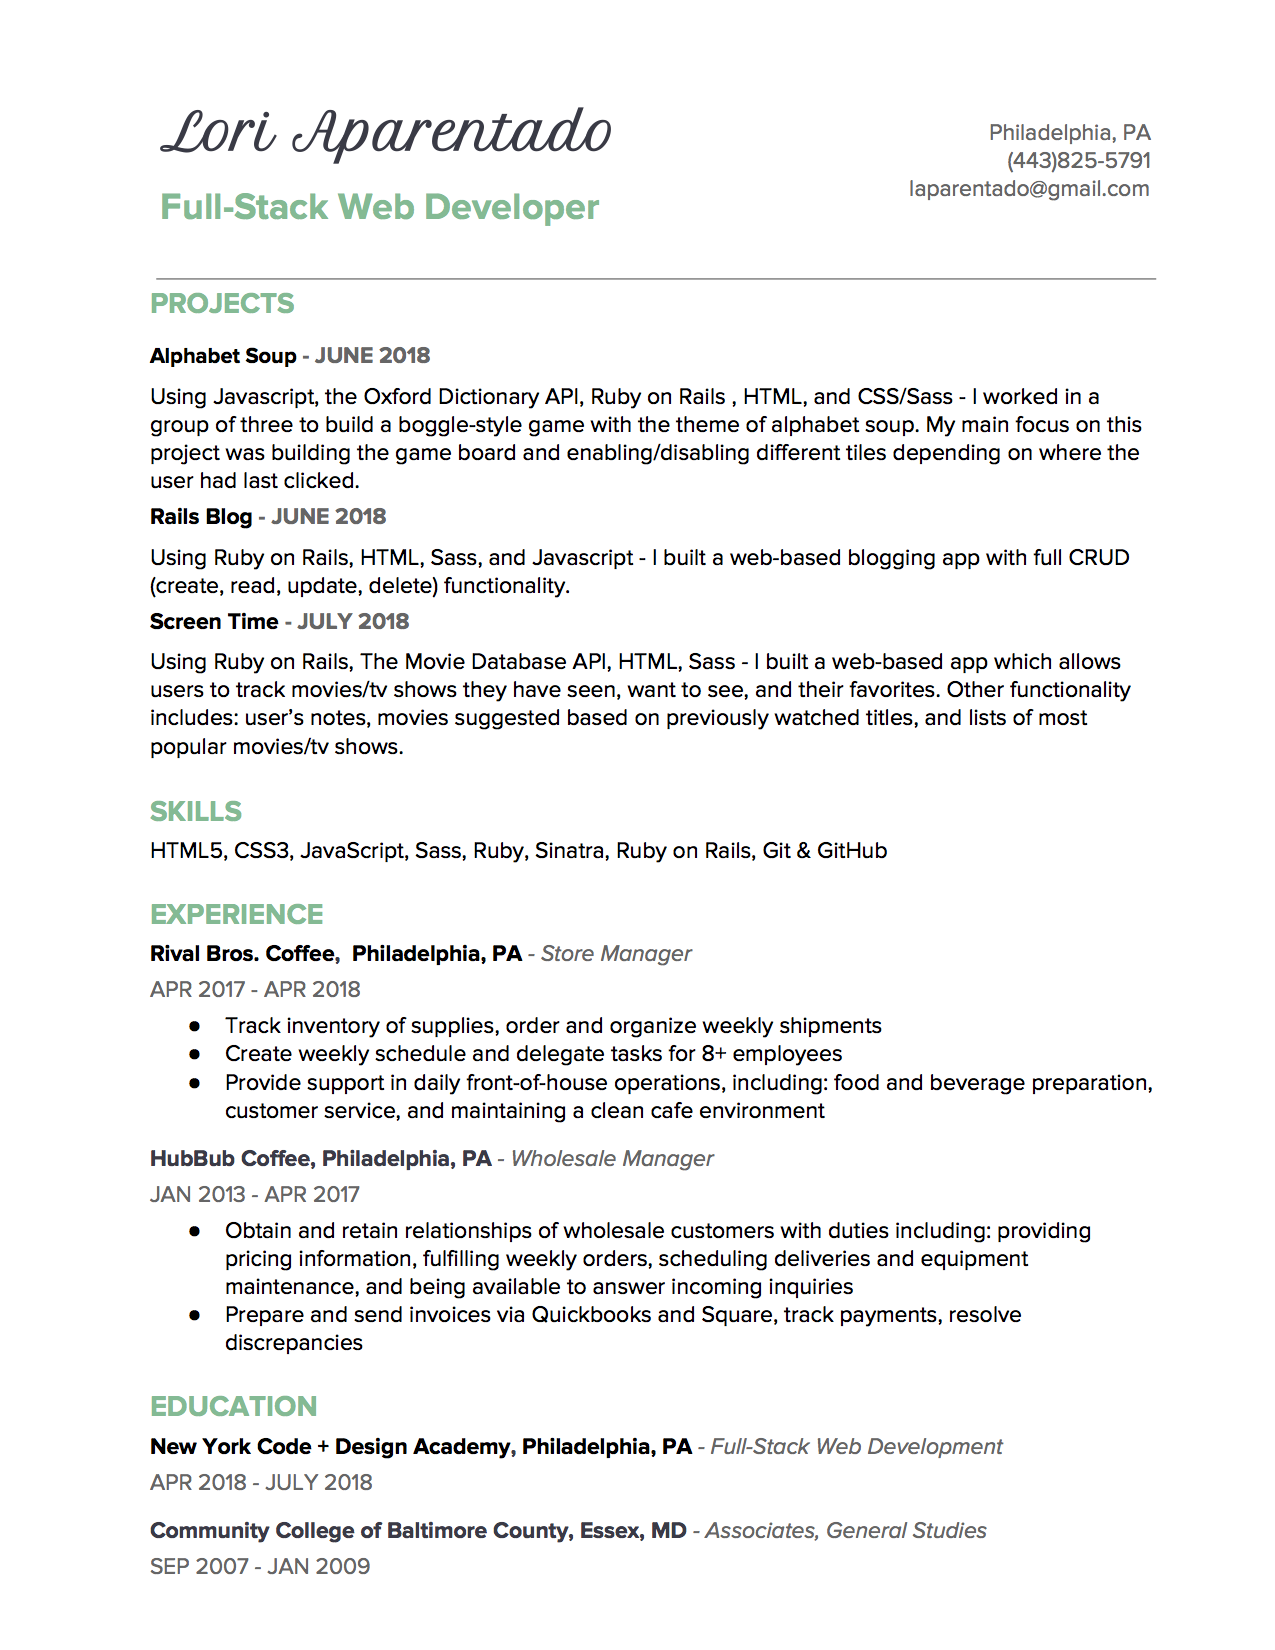 Lori Aparentado
Philadelphia, PA
(443)825-5791
laparentado@gmail.com
Full-Stack Web Developer
PROJECTS
Alphabet Soup - JUNE 2018
Using Javascript, the Oxford Dictionary API, Ruby on Rails , HTML, and CSS/Sass - I worked in a
group of three to build a boggle-style game with the theme of alphabet soup. My main focus on this
project was building the game board and enabling/disabling different tiles depending on where the
user had last clicked.
Rails Blog - JUNE 2018
Using Ruby on Rails, HTML, Sass, and Javascript - I built a web-based blogging app with full CRUD
(create, read, update, delete) functionality.
Screen Time - JULY 2018
Using Ruby on Rails, The Movie Database API, HTML, Sass - I built a web-based app which allows
users to track movies/tv shows they have seen, want to see, and their favorites. Other functionality
includes: user's notes, movies suggested based on previously watched titles, and lists of most
popular movies/tv shows.
SKILLS
HTML5, CSS3, JavaScript, Sass, Ruby, Sinatra, Ruby on Rails, Git & GitHub
EXPERIENCE
Rival Bros. Coffee,  Philadelphia, PA - Store Manager
APR 2017 - APR 2018
● Track inventory of supplies, order and organize weekly shipments
● Create weekly schedule and delegate tasks for 8+ employees
● Provide support in daily front-of-house operations, including: food and beverage preparation,
customer service, and maintaining a clean cafe environment
HubBub Coffee, Philadelphia, PA - Wholesale Manager
JAN 2013 - APR 2017
● Obtain and retain relationships of wholesale customers with duties including: providing
pricing information, fulfilling weekly orders, scheduling deliveries and equipment
maintenance, and being available to answer incoming inquiries
● Prepare and send invoices via Quickbooks and Square, track payments, resolve
discrepancies
EDUCATION
New York Code + Design Academy, Philadelphia, PA - Full-Stack Web Development
APR 2018 - JULY 2018
Community College of Baltimore County, Essex, MD - Associates, General Studies
SEP 2007 - JAN 2009